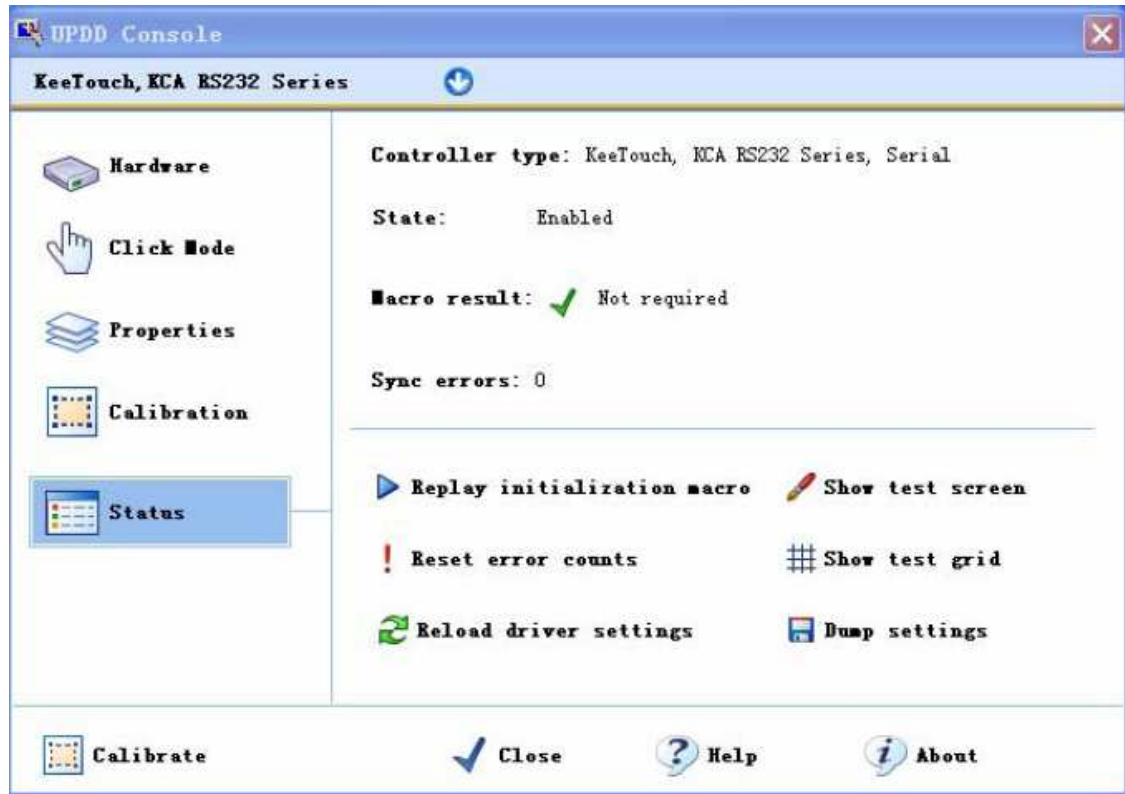 UPDD Console
KeeTouch, KCA RS232 Series
Hardware
Click Mode
Properties
Calibration
Status
Controller type: KeeTouch, KCA RS232 Series, Serial
State: Enabled
Macro result: Not required
Sync errors: 0
Replay initialization macro
Show test screen
Reset error counts
Show test grid
Reload driver settings
Dump settings
Calibrate
Close
Help
About